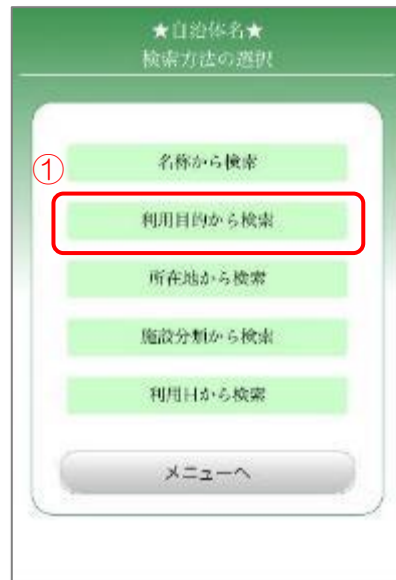 ★自治体名★
検索方法の選択
①
名称から検索
利用目的から検索
所在地から検索
施設分類から検索
利用日から検索
メニューへ